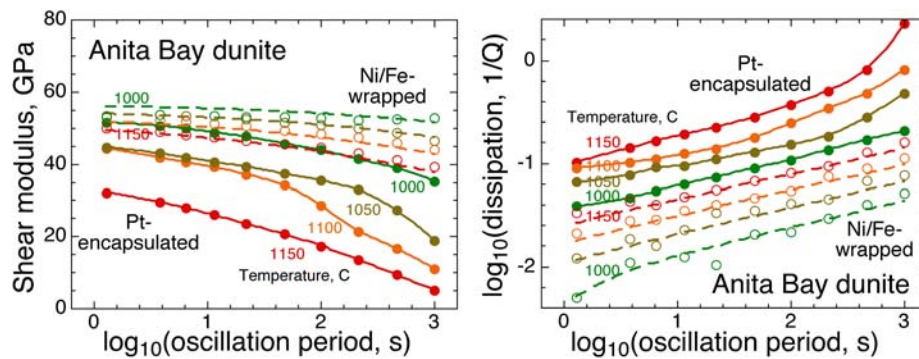 80
60
40
20
0
Shear modulus, GPa
Anita Bay dunite
Ni/Fe-
wrapped
1000
1150
1000
1050
1100
1150
Pt-
encapsulated
Temperature, C
0 1 2 3
log10(oscillation period, s)
0
-1
-2
log10(dissipation, 1/Q)
Pt-
encapsulated
Temperature, C
1150
1100
1050
1000
1150
1000
Ni/Fe-
wrapped
Anita Bay dunite
0 1 2 3
log10(oscillation period, s)